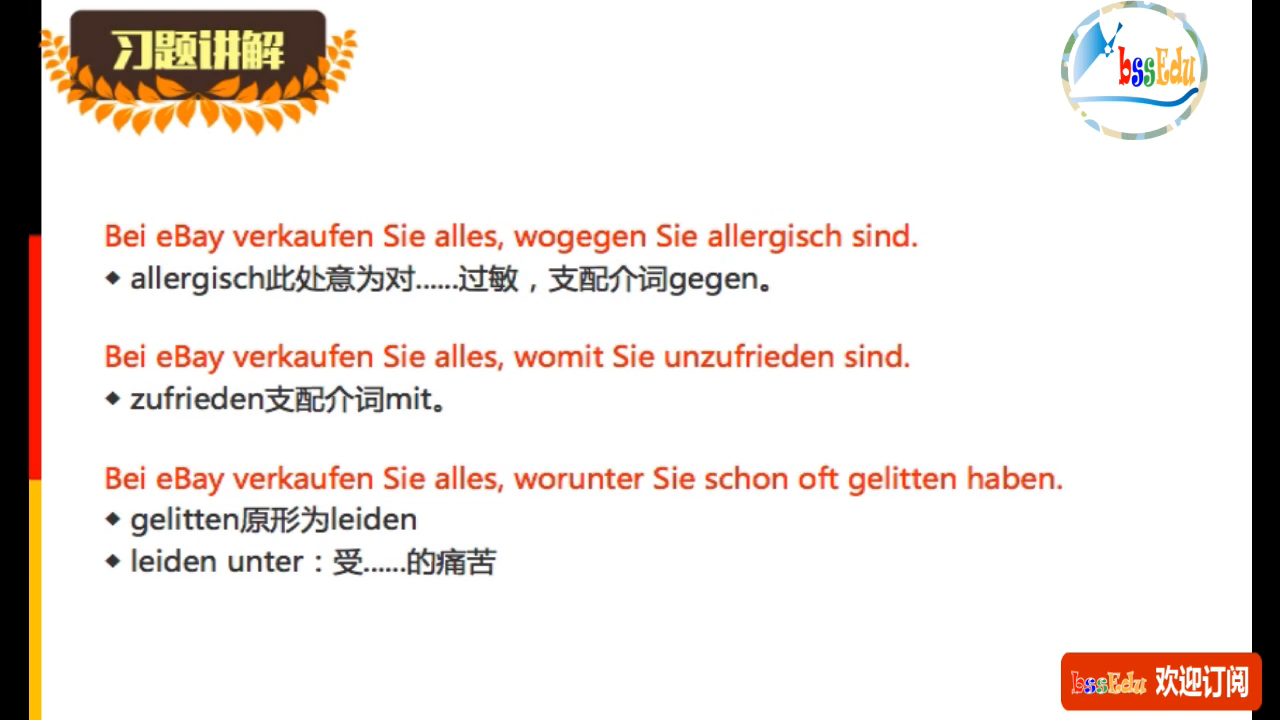 习题讲解
bssEdu
Bei eBay verkaufen Sie alles, wogegen Sie allergisch sind.
◆ allergisch此处意为对......过敏，支配介词gegen。
Bei eBay verkaufen Sie alles, womit Sie unzufrieden sind.
◆ zufrieden支配介词mit。
Bei eBay verkaufen Sie alles, worunter Sie schon oft gelitten haben.
◆ gelitten原形为leiden
◆ leiden unter：受......的痛苦
bssEdu 欢迎订阅